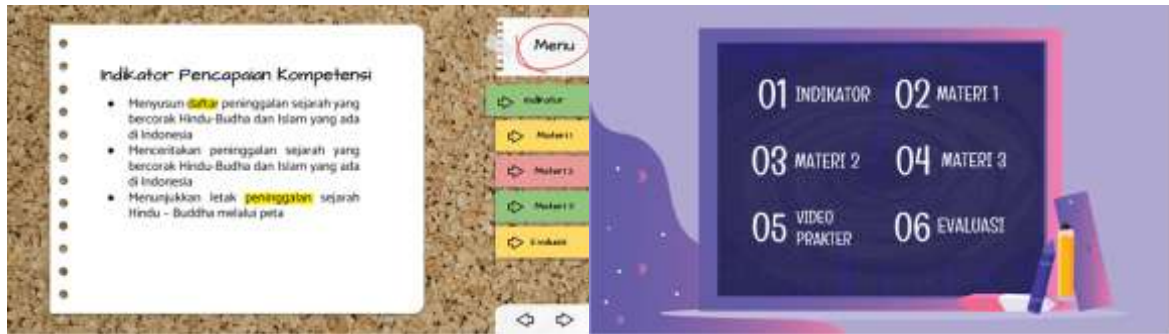 Indikator Pencapaian Kompetensi
● Menyusun daftar peninggalan sejarah yang
bercorak Hindu-Budha dan Islam yang ada
di Indonesia
● Menceritakan peninggalan sejarah yang
bercorak Hindu-Budha dan Islam yang ada
di Indonesia
● Menunjukkan letak peninggalan sejarah
Hindu – Buddha melalui peta
Menu
Indikator
Materi 1
Materi 2
Materi 3
Evaluasi
01 INDIKATOR
02 MATERI 1
03 MATERI 2
04 MATERI 3
05 VIDEO
PRAKTER
06 EVALUASI